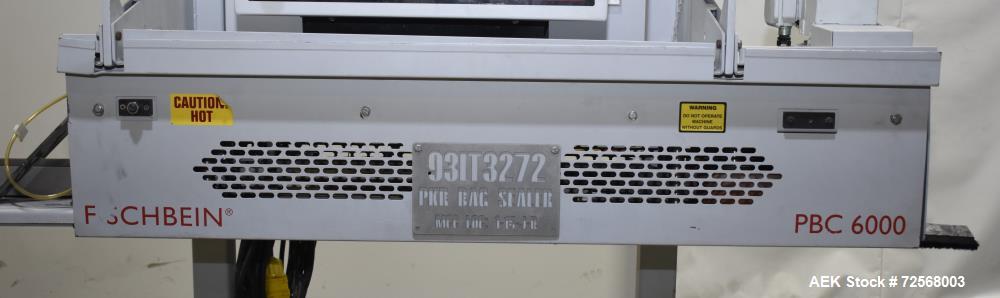 CAUTION
HOT
WARNING
DO NOT OPERATE
MACHINE
WITHOUT GUARDS
93IT3272
PKR BAG SEALER
F SCHBEIN®
PBC 6000
AEK Stock # 72568003